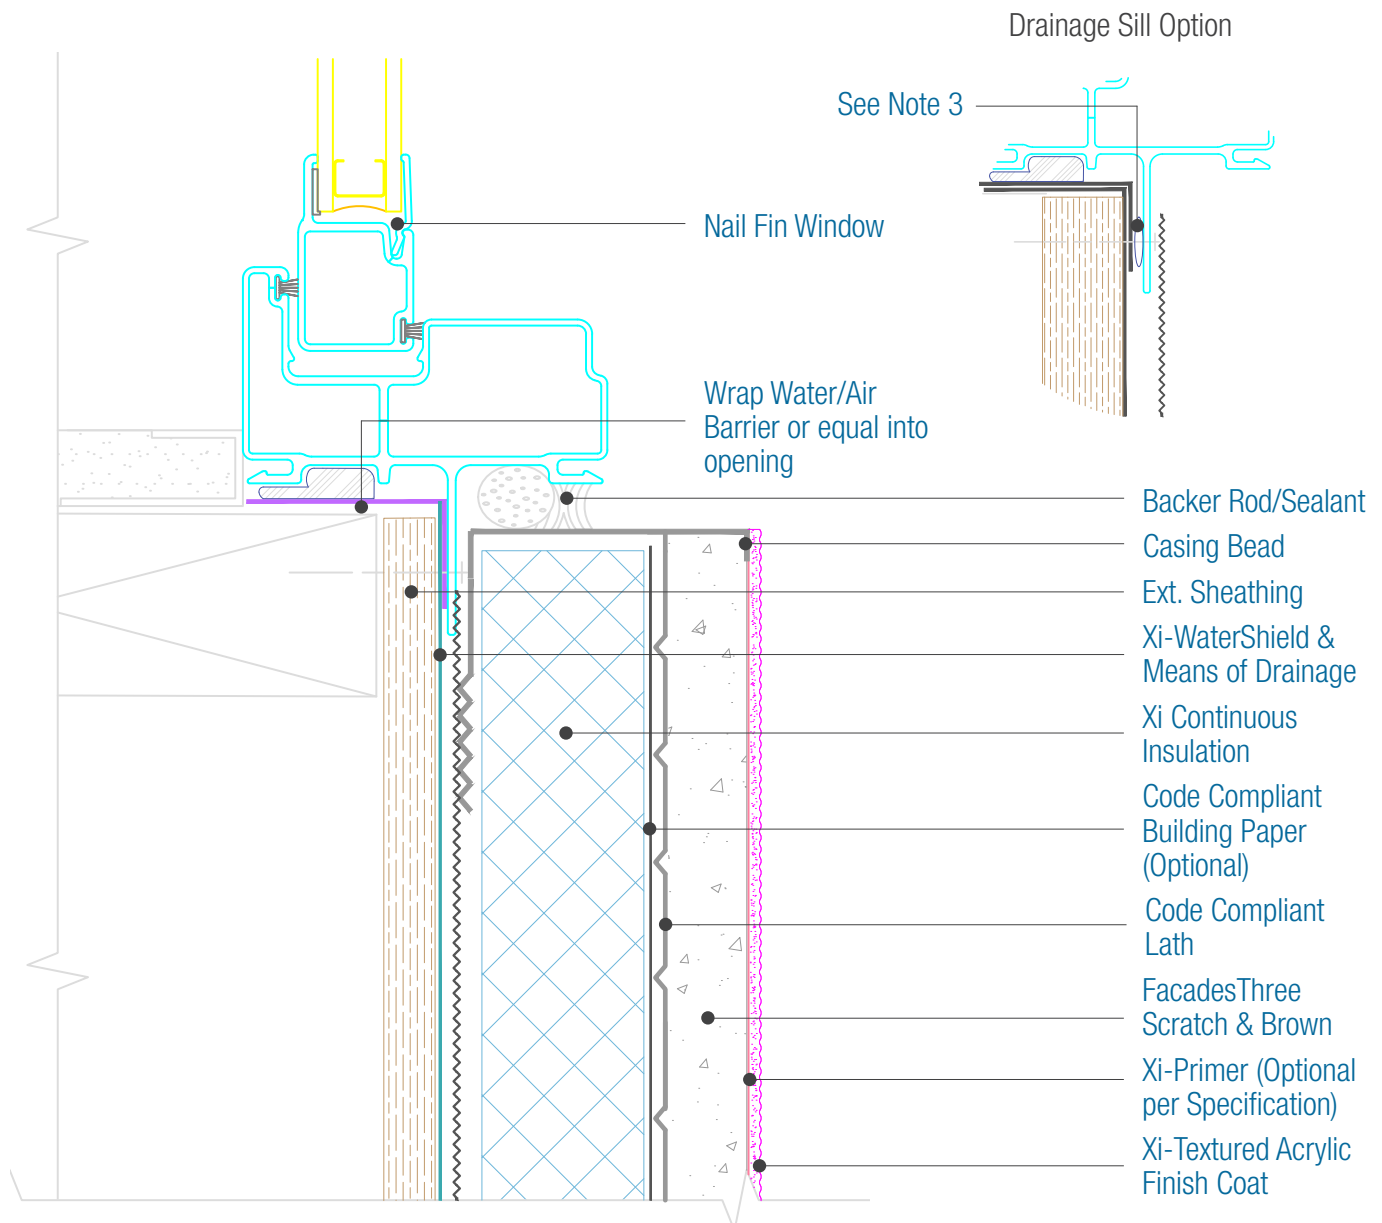 Drainage Sill Option
See Note 3
Nail Fin Window
Wrap Water/Air
Barrier or equal into
opening
Backer Rod/Sealant
Casing Bead
Ext. Sheathing
Xi-WaterShield &
Means of Drainage
Xi Continuous
Insulation
Code Compliant
Building Paper
(Optional)
Code Compliant
Lath
FacadesThree
Scratch & Brown
Xi-Primer (Optional
per Specification)
Xi-Textured Acrylic
Finish Coat